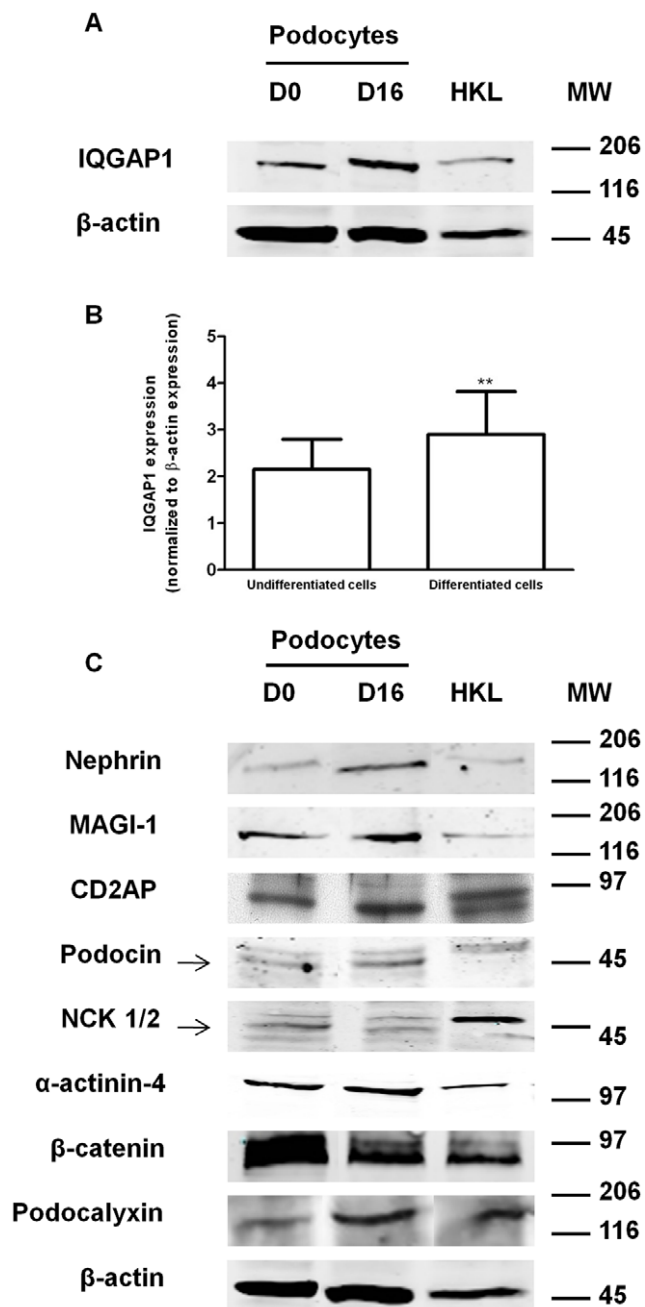 A
Podocytes
D0 D16 HKL MW
IQGAP1
206
116
β-actin
45
B
IQGAP1 expression
(normalized to β-actin expression)
5
4
3
2
1
0
**
Undifferentiated cells Differentiated cells
C
Podocytes
D0 D16 HKL MW
Nephrin
206
116
MAGI-1
206
116
CD2AP
97
Podocin
45
NCK 1/2
45
α-actinin-4
97
β-catenin
97
Podocalyxin
206
116
β-actin
45